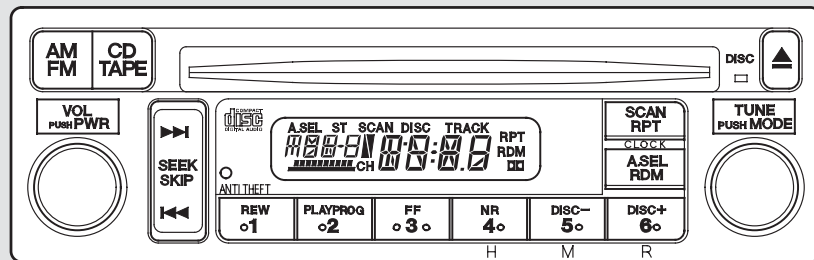 AM
FM
CD
TAPE
DISC
VOL
PUSH PWR
SEEK
SKIP
COMPACT
disc
DIGITAL AUDIO
A.SEL ST SCAN DISC TRACK
RPT
RDM
CH
ANTI THEFT
SCAN
RPT
CLOCK
A.SEL
RDM
TUNE
PUSH MODE
REW
1
PLAY/PROG
2
FF
3
NR
4
DISC-
5
DISC+
6
H M R